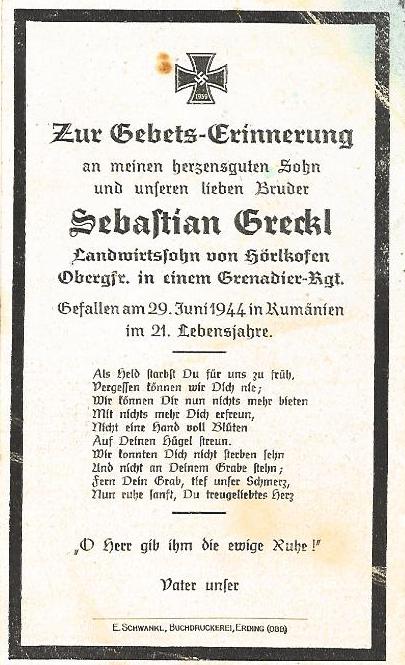 1939
Zur Gebets-Erinnerung
an meinen herzensguten Sohn
und unseren lieben Bruder
Sebastian Greckl
Landwirtssohn von Hörlkofen
Obergfr. in einem Grenadier-Rgt.
Gefallen am 29. Juni 1944 in Rumänien
im 21. Lebensjahre.
Als Held starbst Du für uns zu früh,
Vergessen können wir Dich nie;
Wir können Dir nun nichts mehr bieten
Mit nichts mehr Dich erfreun,
Nicht eine Hand voll Blüten
Auf Deinen Hügel streun.
Wir konnten Dich nicht sterben sehn
Und nicht an Deinem Grabe stehn;
Fern Dein Grab, tief unser Schmerz,
Nun ruhe sanft, Du treugeliebtes Herz
„O Herr gib ihm die ewige Ruhe!"
Vater unser
E. Schwankl, Buchdruckerei, Erding (Obb)